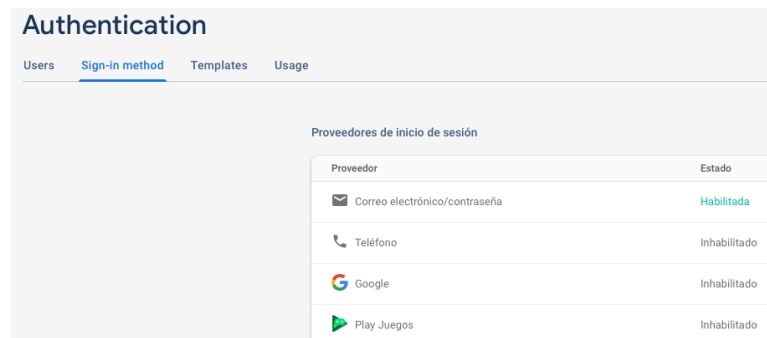 Authentication
Users Sign-in method Templates Usage
Proveedores de inicio de sesión
Proveedor Estado
Correo electrónico/contraseña Habilitada
Teléfono Inhabilitado
Google Inhabilitado
Play Juegos Inhabilitado